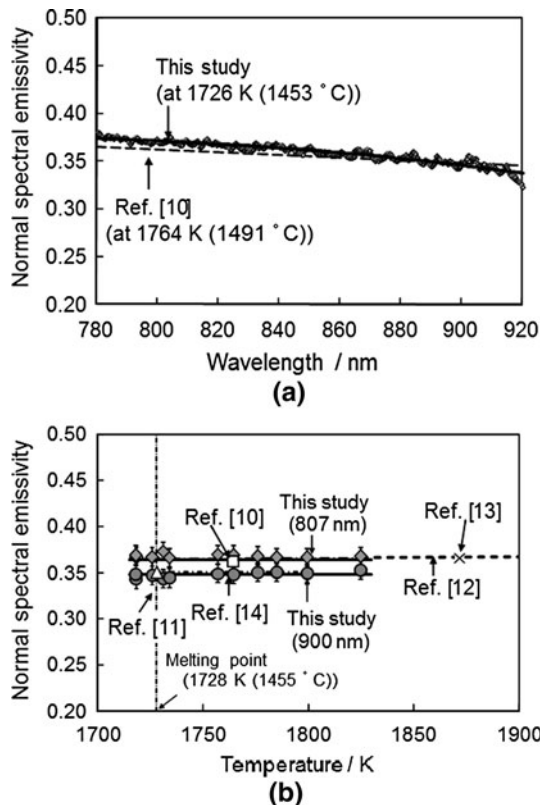 (a)
0.50
0.45
0.40
0.35
0.30
0.25
0.20
Normal spectral emissivity
This study
(at 1726 K (1453 °C))
Ref. [10]
(at 1764 K (1491 °C))
780 800 820 840 860 880 900 920
Wavelength / nm
(a)
0.50
0.45
0.40
0.35
0.30
0.25
0.20
Normal spectral emissivity
This study
(807 nm)
Ref. [10]
Ref. [13]
Ref. [12]
Ref. [11]
Ref. [14]
This study
(900 nm)
Melting point
(1728 K (1455 °C))
1700 1750 1800 1850 1900
Temperature / K
(b)